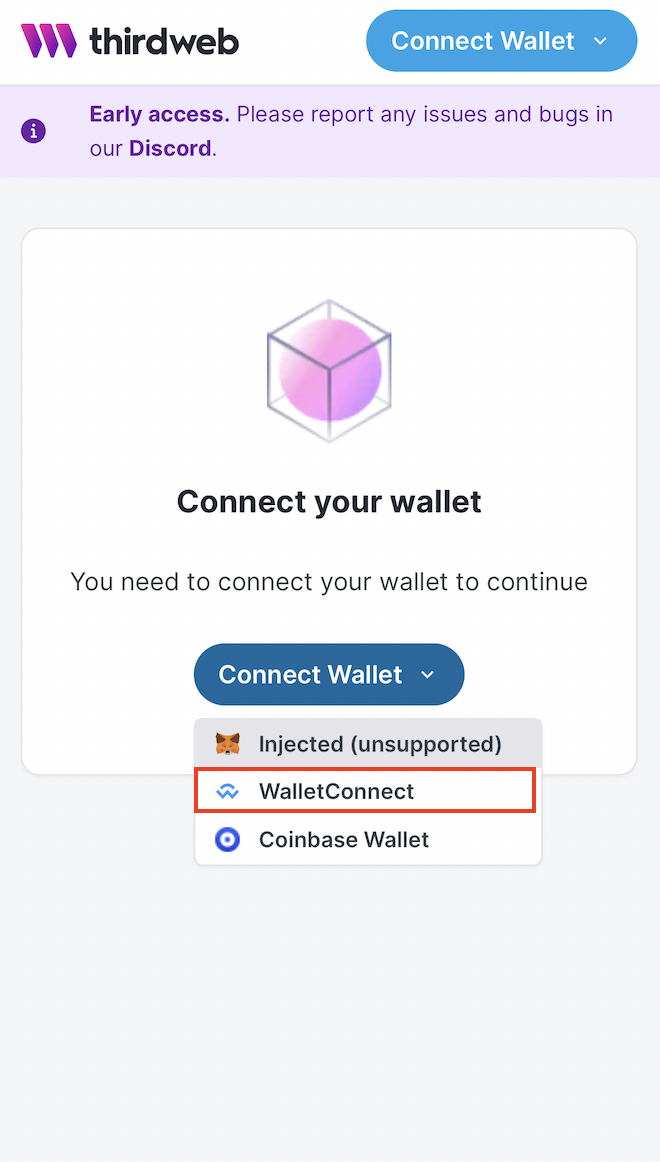 thirdweb
Connect Wallet
Early access. Please report any issues and bugs in
our Discord.
Connect your wallet
You need to connect your wallet to continue
Connect Wallet
Injected (unsupported)
WalletConnect
Coinbase Wallet